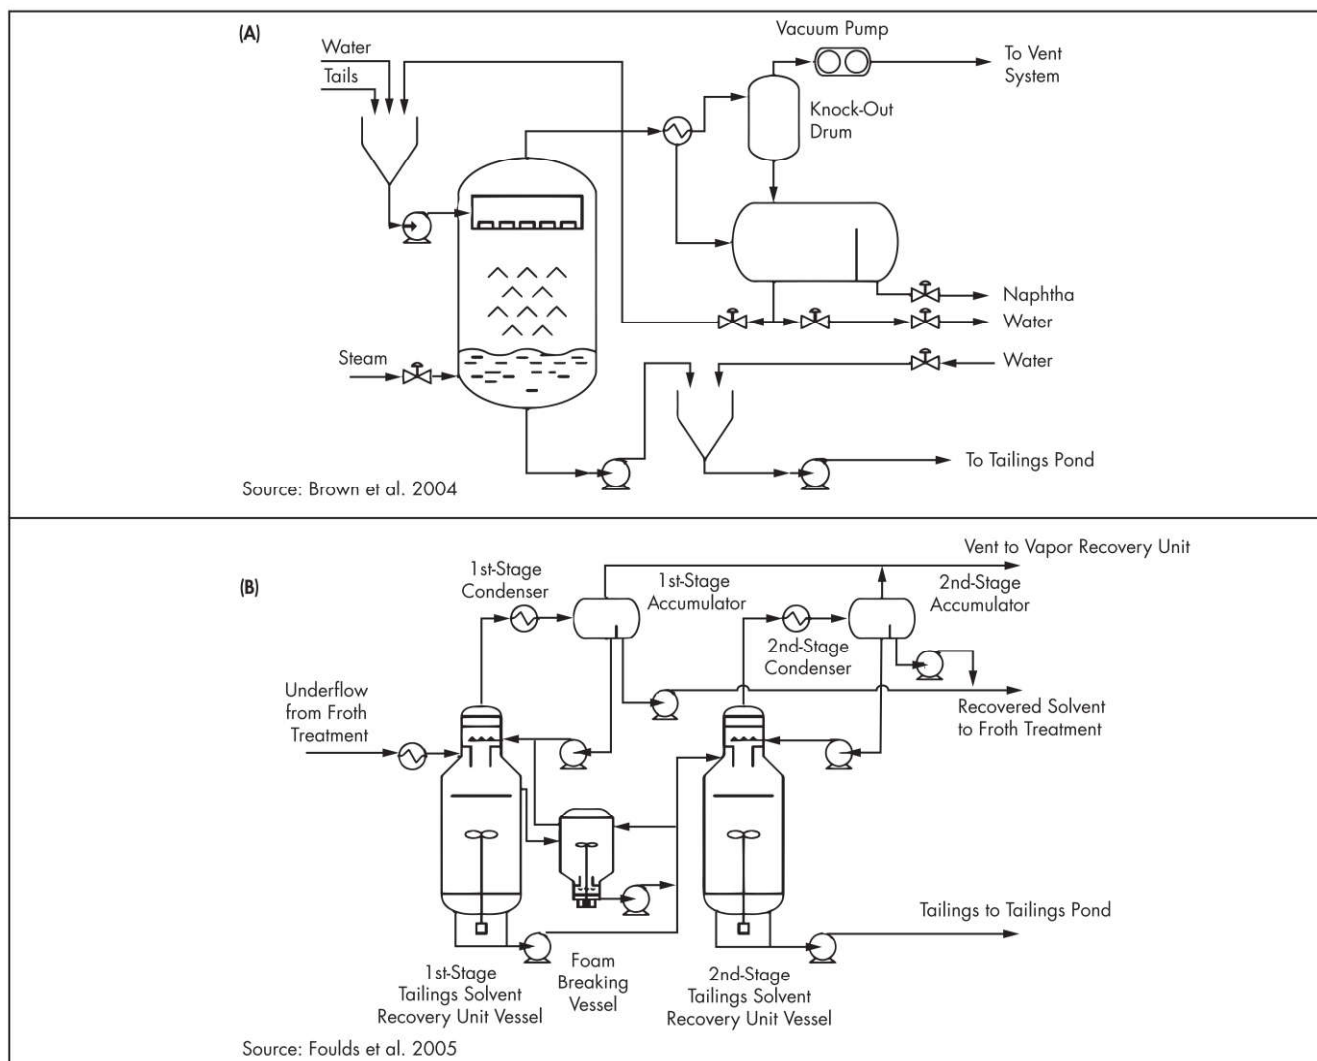 (A)
Water
Tails
Vacuum Pump
To Vent
System
Knock-Out
Drum
Naphtha
Water
Steam
Water
To Tailings Pond
Source: Brown et al. 2004
(B)
Vent to Vapor Recovery Unit
1st-Stage
Condenser
1st-Stage
Accumulator
2nd-Stage
Accumulator
2nd-Stage
Condenser
Underflow
from Froth
Treatment
Recovered Solvent
to Froth Treatment
Tailings to Tailings Pond
1st-Stage
Tailings Solvent
Recovery Unit Vessel
Foam
Breaking
Vessel
2nd-Stage
Tailings Solvent
Recovery Unit Vessel
Source: Foulds et al. 2005